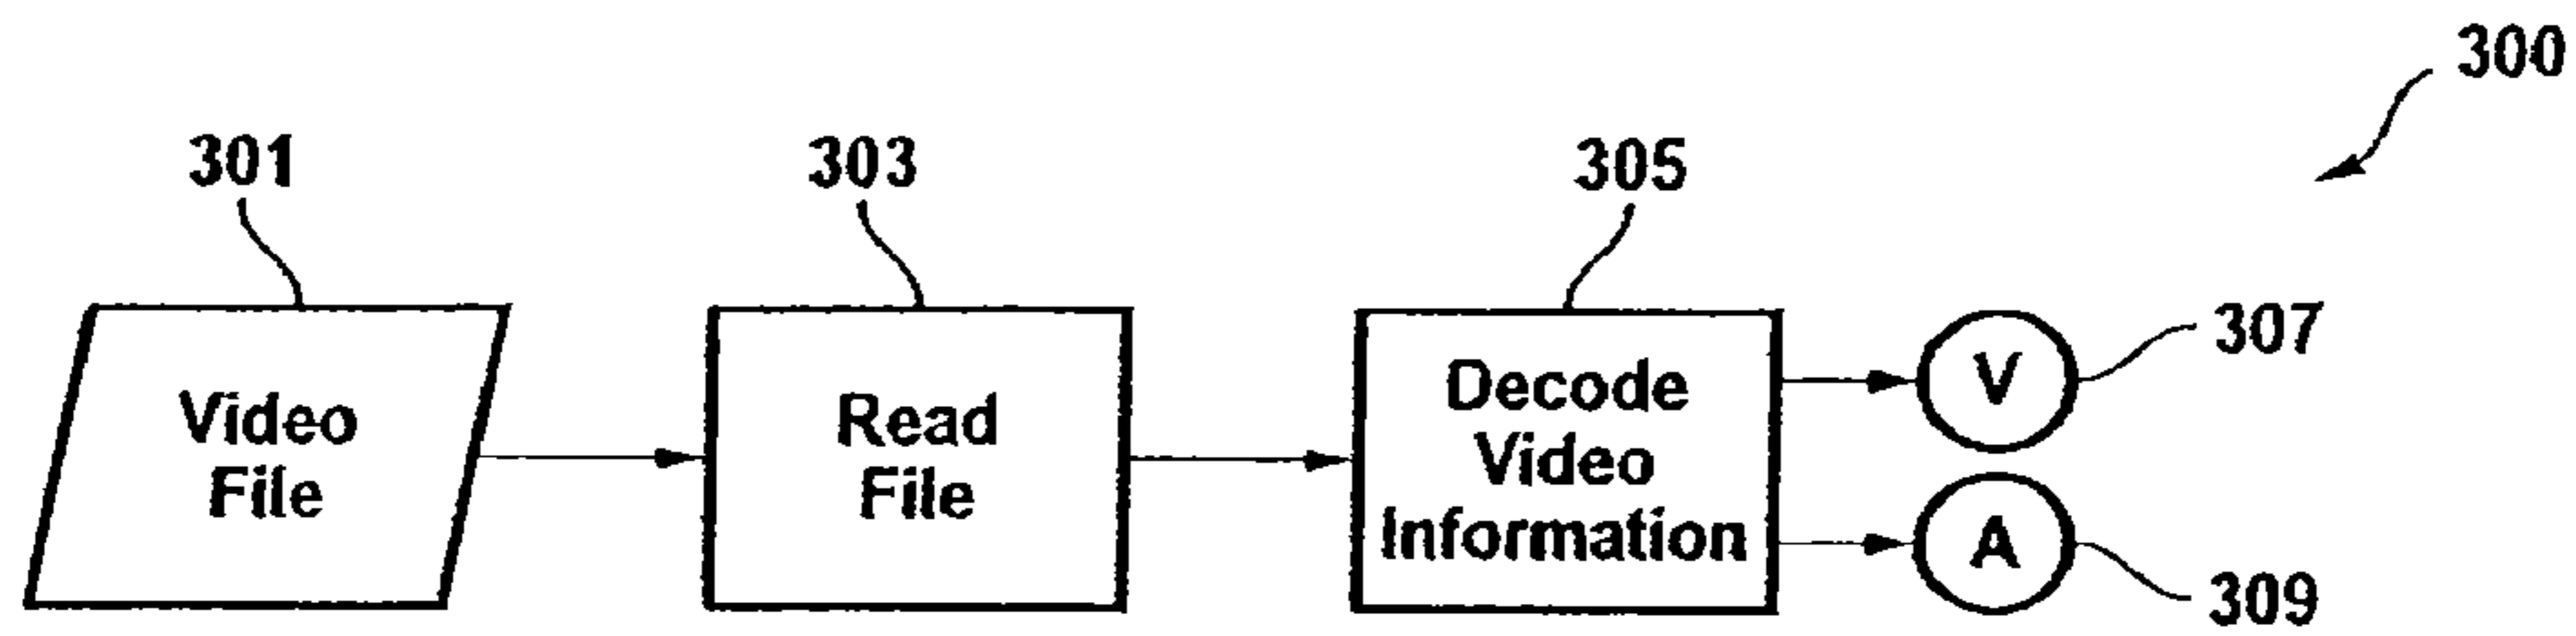 300
301
303
305
307
309
Video
File
Read
File
Decode
Video
Information
V
A